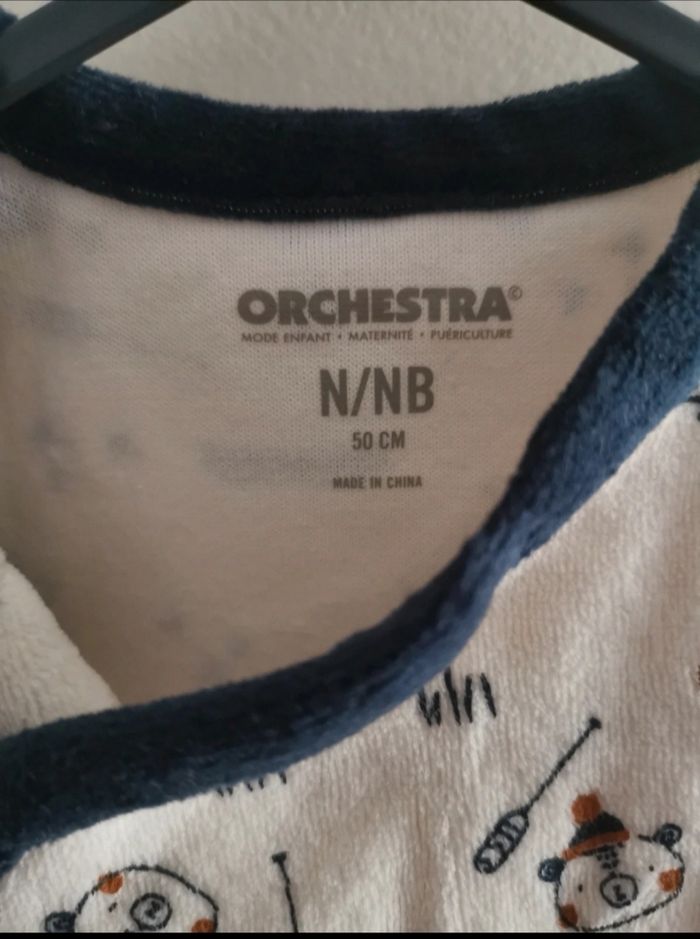 ORCHESTRA©
MODE ENFANT • MATERNITÉ • PUÉRICULTURE
N/NB
50 CM
MADE IN CHINA